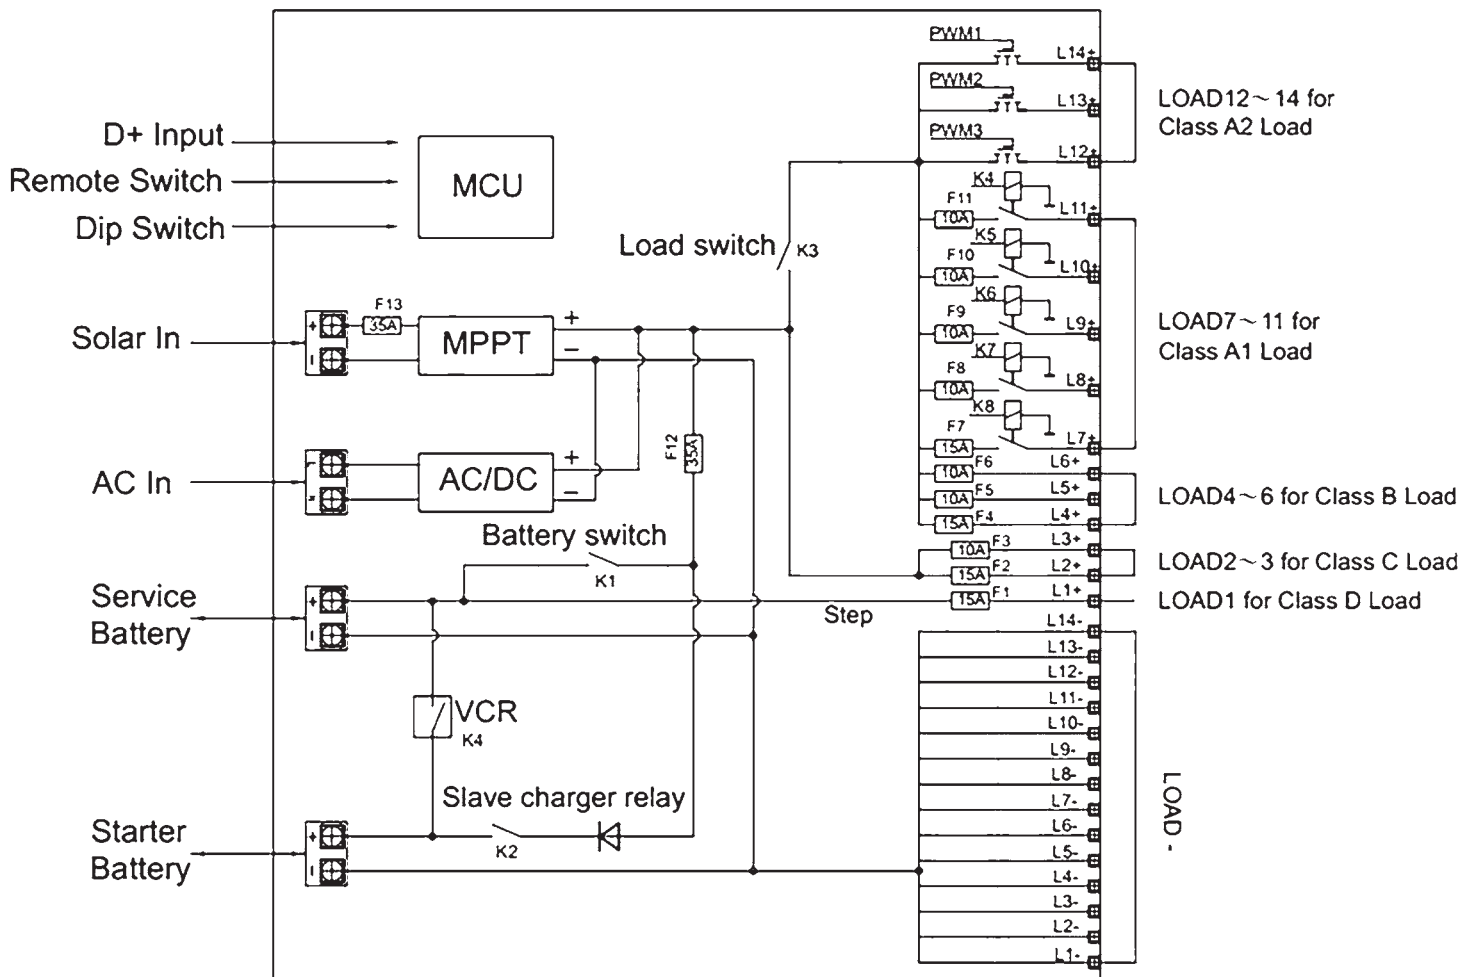 PWM1
L14+
PWM2
L13+
LOAD12~14 for
Class A2 Load
D+ Input
PWM3
L12+
Remote Switch
MCU
K4
F11
10A
L11+
Dip Switch
Load switch
K3
K5
F10
10A
L10+
Solar In
+
F13
35A
MPPT
+
−
K6
F9
10A
L9+
LOAD7~11 for
Class A1 Load
K7
F8
10A
L8+
K8
F7
15A
L7+
AC In
L
AC/DC
+
−
F12
35A
F6
10A
L6+
F5
10A
L5+
LOAD4~6 for Class B Load
F4
15A
L4+
Battery switch
K1
F3
10A
L3+
F2
15A
L2+
LOAD2~3 for Class C Load
Service
Battery
+
Step
F1
15A
L1+
LOAD1 for Class D Load
L14-
L13-
L12-
VCR
K4
L11-
L10-
L9-
L8-
LOAD -
Slave charger relay
K2
L7-
Starter
Battery
+
L6-
L5-
L4-
L3-
L2-
L1-